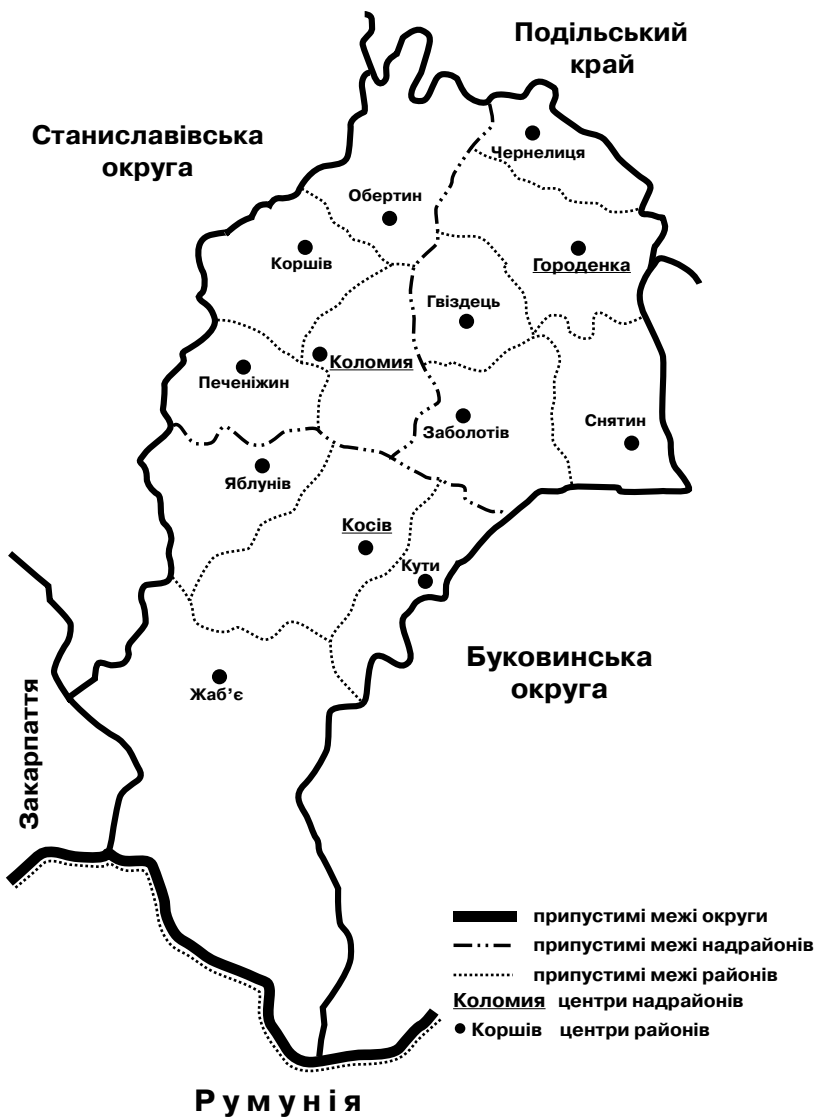 Подільський
край
Станиславівська
округа
Чернелиця
Обертин
Коршів
Городенка
Гвіздець
Коломия
Печеніжин
Заболотів
Снятин
Яблунів
Косів
Кути
Буковинська
округа
Жаб’є
Закарпаття
припустимі межі округи
припустимі межі надрайонів
припустимі межі районів
Коломия центри надрайонів
Коршів центри районів
Румунія